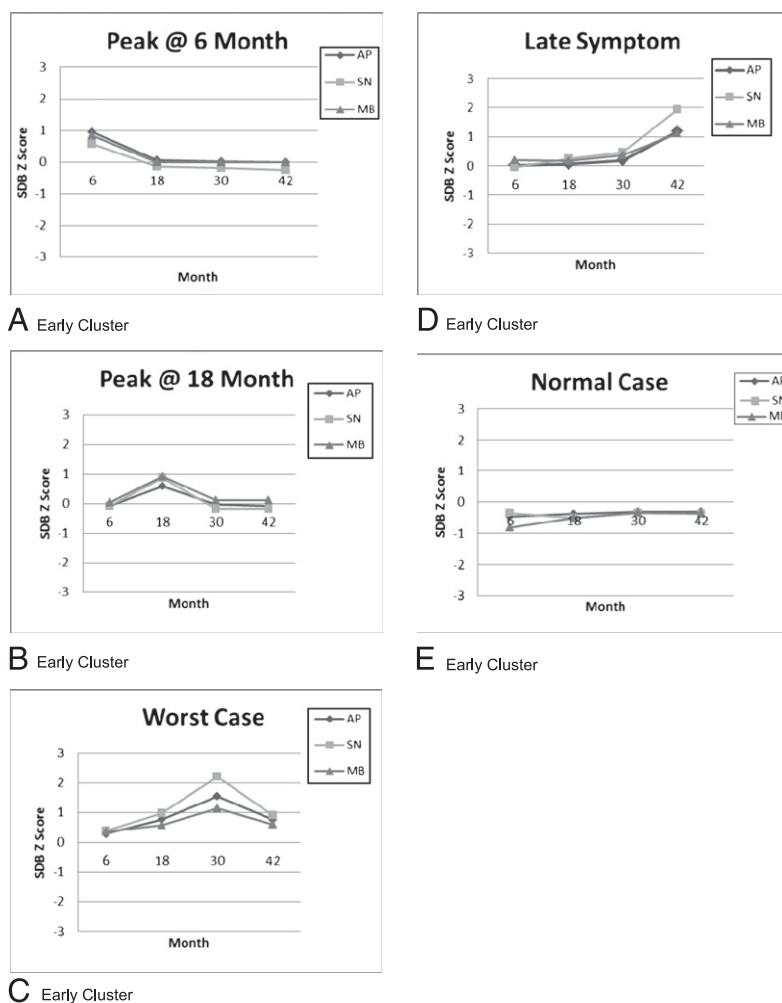 Peak @ 6 Month
AP
SN
MB
SDB Z Score
3
2
1
0
-1
-2
-3
6
18
30
42
Month
A Early Cluster
Peak @ 18 Month
AP
SN
MB
SDB Z Score
3
2
1
0
-1
-2
-3
6
18
30
42
Month
B Early Cluster
Worst Case
AP
SN
MB
SDB Z Score
3
2
1
0
-1
-2
-3
6
18
30
42
Month
C Early Cluster
Late Symptom
AP
SN
MB
SDB Z Score
3
2
1
0
-1
-2
-3
6
18
30
42
Month
D Early Cluster
Normal Case
AP
SN
MB
SDB Z Score
3
2
1
0
-1
-2
-3
6
18
30
42
Month
E Early Cluster